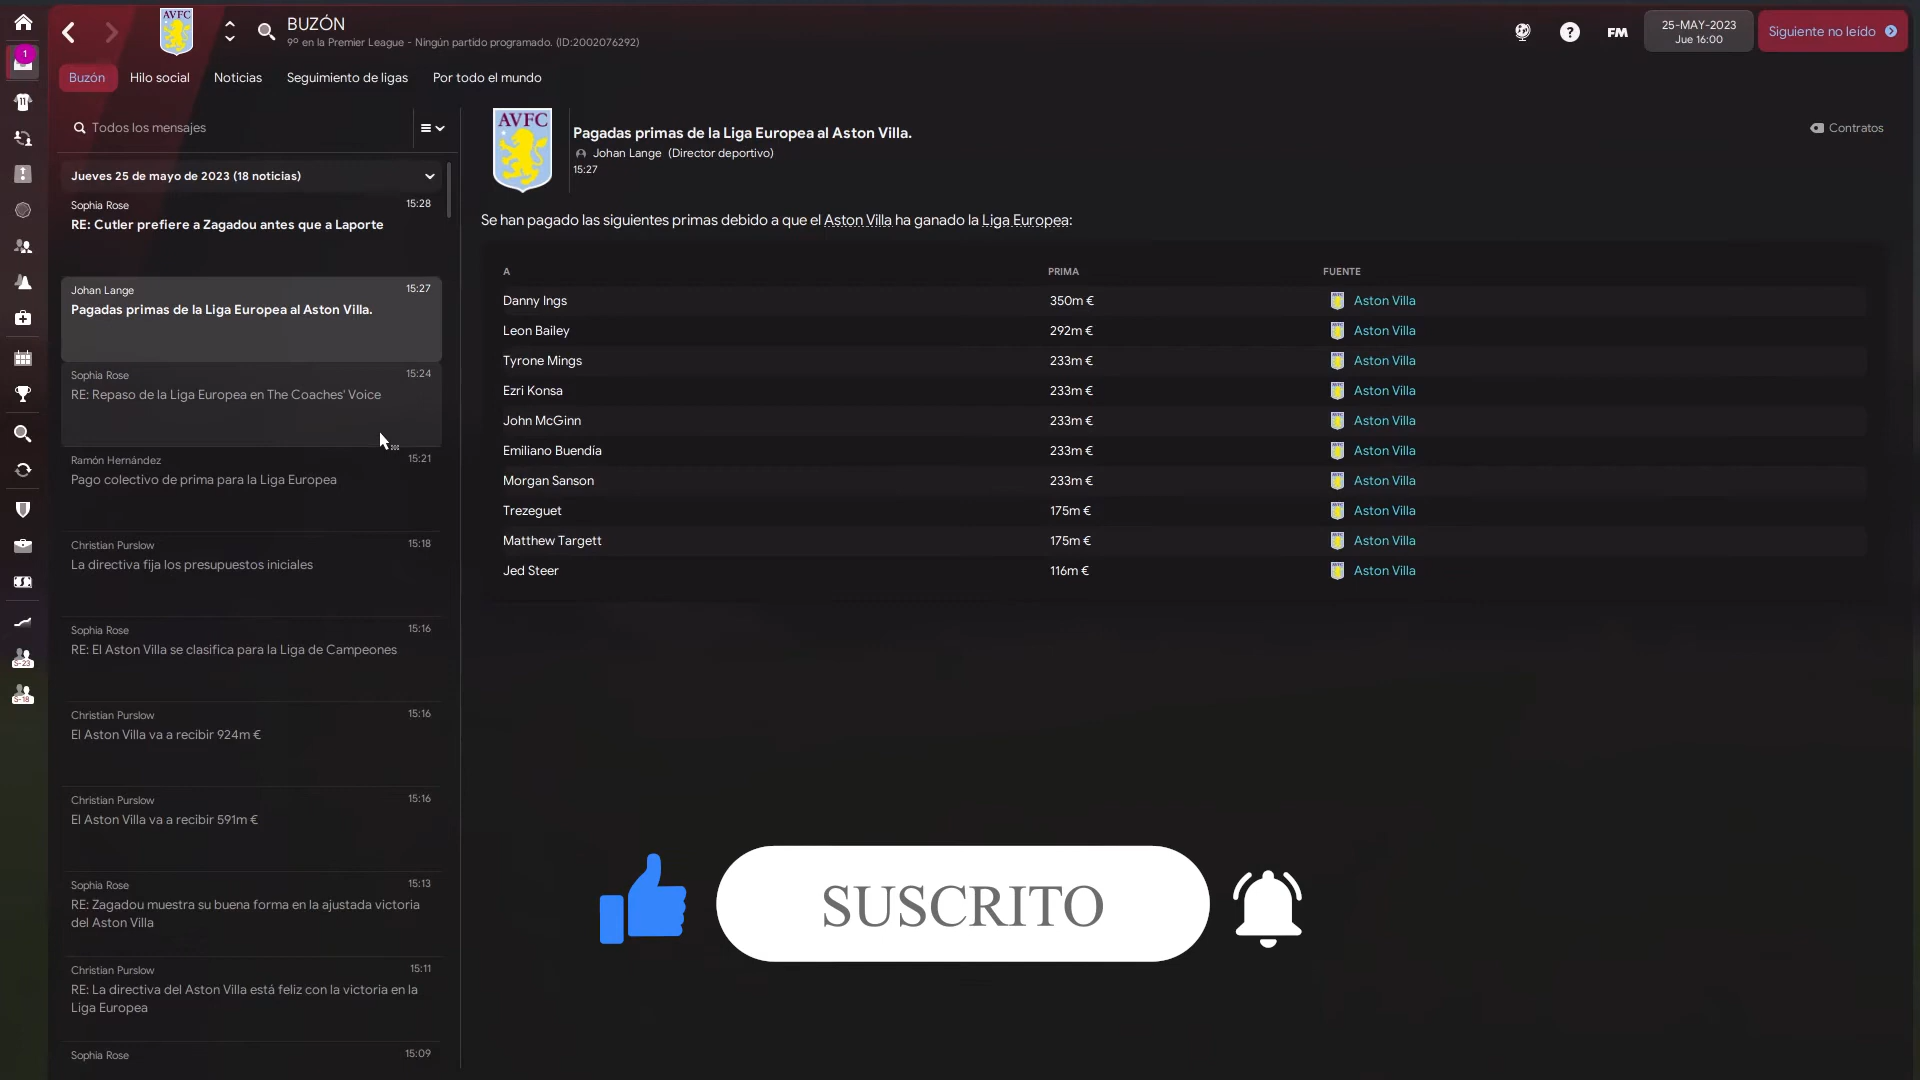 BUZÓN
9º en la Premier League - Ningún partido programado. (ID:2002076292)
FM
25-MAY-2023
Jue 16:00
Siguiente no leído
1
Buzón
Hilo social
Noticias
Seguimiento de ligas
Por todo el mundo
Todos los mensajes
Jueves 25 de mayo de 2023 (18 noticias)
Sophia Rose 15:28
RE: Cutler prefiere a Zagadou antes que a Laporte
Johan Lange 15:27
Pagadas primas de la Liga Europea al Aston Villa.
Sophia Rose 15:24
RE: Repaso de la Liga Europea en The Coaches' Voice
Ramón Hernández 15:21
Pago colectivo de prima para la Liga Europea
Christian Purslow 15:18
La directiva fija los presupuestos iniciales
Sophia Rose 15:16
RE: El Aston Villa se clasifica para la Liga de Campeones
Christian Purslow 15:16
El Aston Villa va a recibir 924m €
Christian Purslow 15:16
El Aston Villa va a recibir 591m €
Sophia Rose 15:13
RE: Zagadou muestra su buena forma en la ajustada victoria
del Aston Villa
Christian Purslow 15:11
RE: La directiva del Aston Villa está feliz con la victoria en la
Liga Europea
Sophia Rose 15:09
S-23
S-18
AVFC
AVFC
Pagadas primas de la Liga Europea al Aston Villa.
Johan Lange (Director deportivo)
15:27
Contratos
Se han pagado las siguientes primas debido a que el Aston Villa ha ganado la Liga Europea:
A PRIMA FUENTE
Danny Ings 350m € Aston Villa
Leon Bailey 292m € Aston Villa
Tyrone Mings 233m € Aston Villa
Ezri Konsa 233m € Aston Villa
John McGinn 233m € Aston Villa
Emiliano Buendía 233m € Aston Villa
Morgan Sanson 233m € Aston Villa
Trezeguet 175m € Aston Villa
Matthew Targett 175m € Aston Villa
Jed Steer 116m € Aston Villa
SUSCRITO